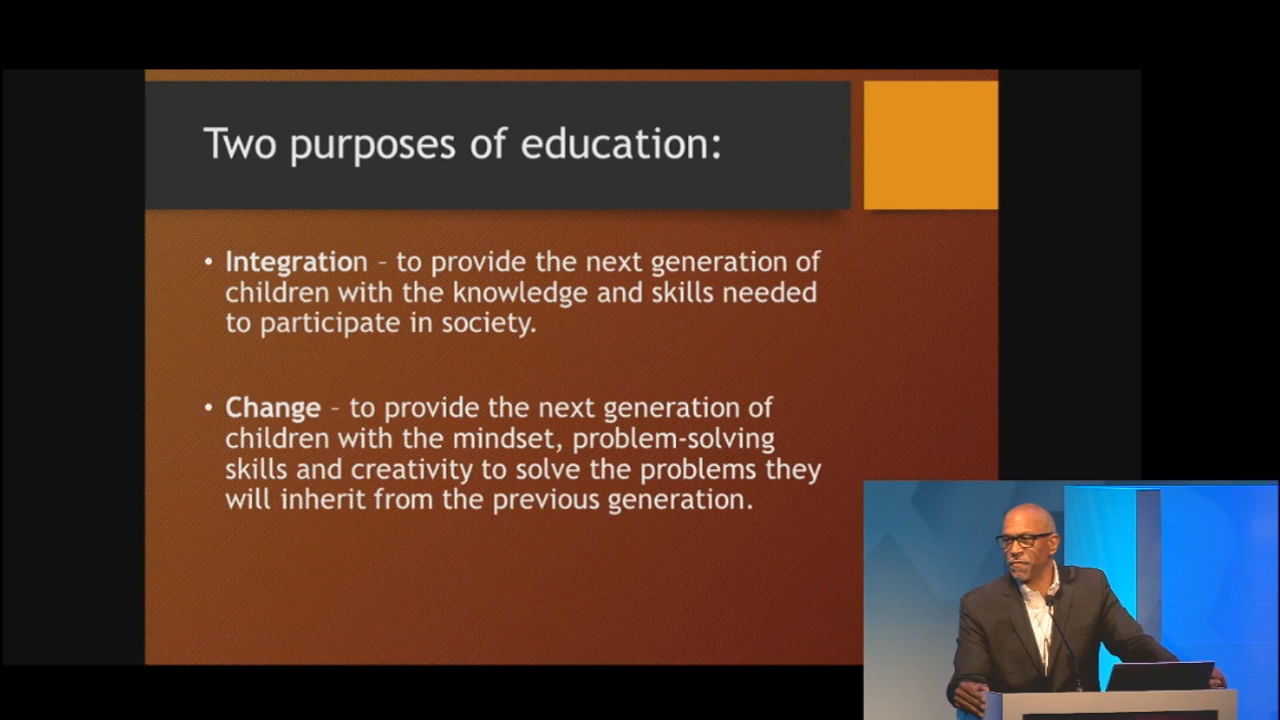 Two purposes of education:
• Integration – to provide the next generation of
children with the knowledge and skills needed
to participate in society.
• Change – to provide the next generation of
children with the mindset, problem-solving
skills and creativity to solve the problems they
will inherit from the previous generation.